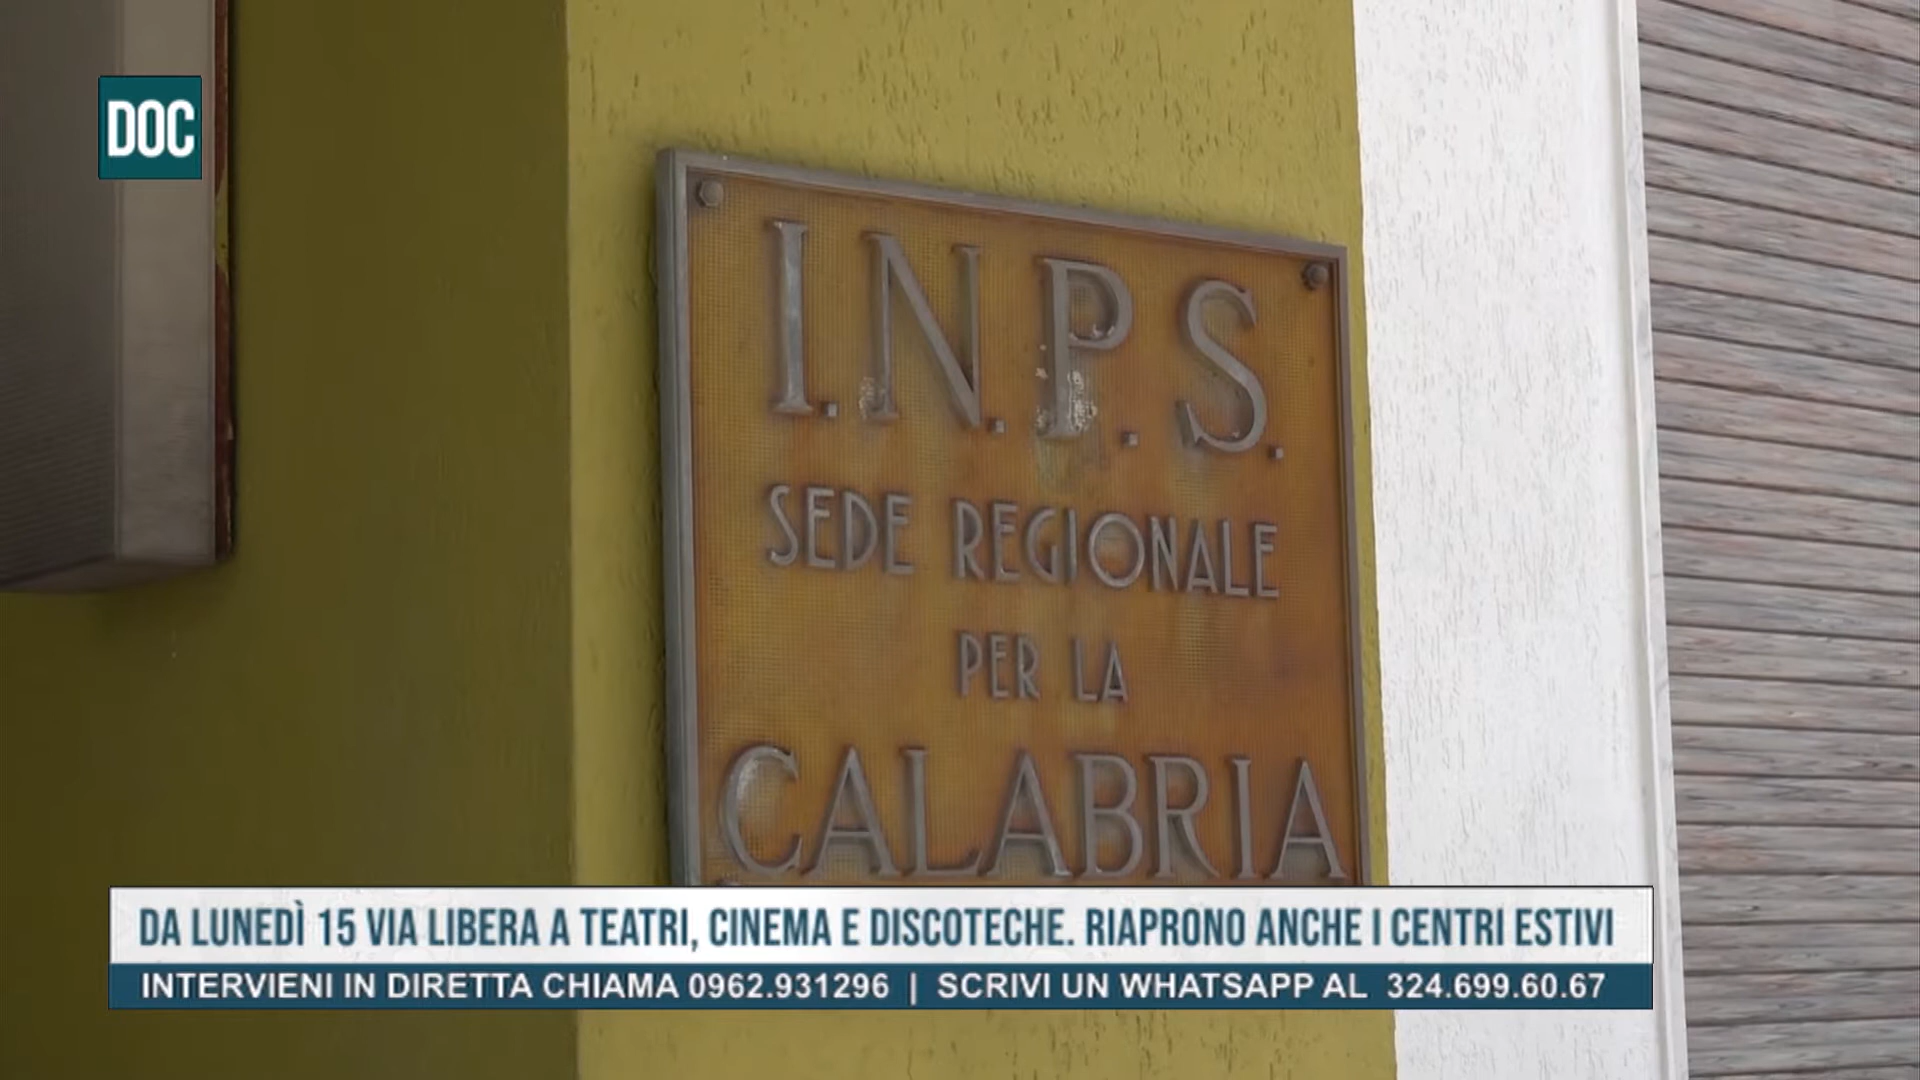 DOC
I.N.P.S.
SEDE REGIONALE
PER LA
CALABRIA
DA LUNEDÌ 15 VIA LIBERA A TEATRI, CINEMA E DISCOTECHE. RIAPRONO ANCHE I CENTRI ESTIVI
INTERVIENI IN DIRETTA CHIAMA 0962.931296 | SCRIVI UN WHATSAPP AL 324.699.60.67